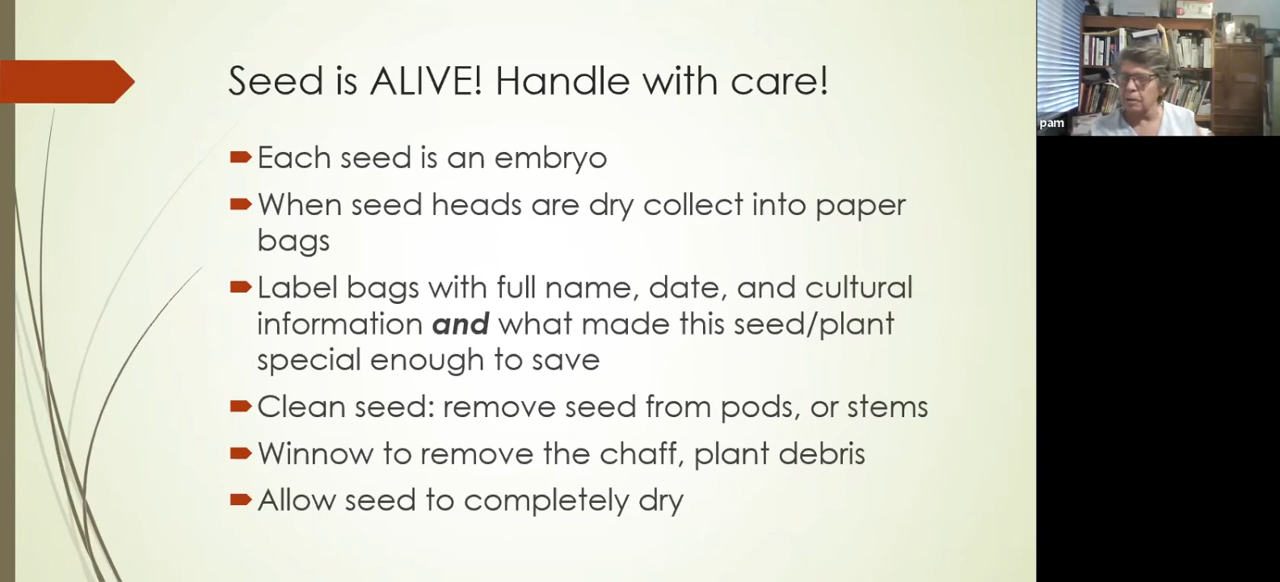 Seed is ALIVE! Handle with care!
Each seed is an embryo
When seed heads are dry collect into paper
bags
Label bags with full name, date, and cultural
information and what made this seed/plant
special enough to save
Clean seed: remove seed from pods, or stems
Winnow to remove the chaff, plant debris
Allow seed to completely dry
pam